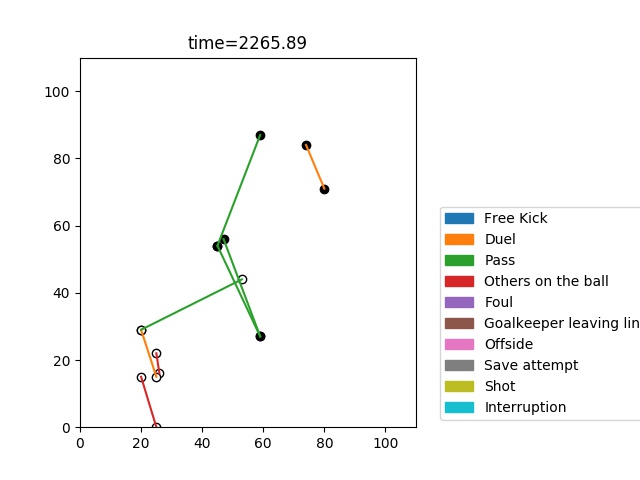 time=2265.89
100
80
60
40
20
0
0 20 40 60 80 100
Free Kick
Duel
Pass
Others on the ball
Foul
Goalkeeper leaving lin
Offside
Save attempt
Shot
Interruption